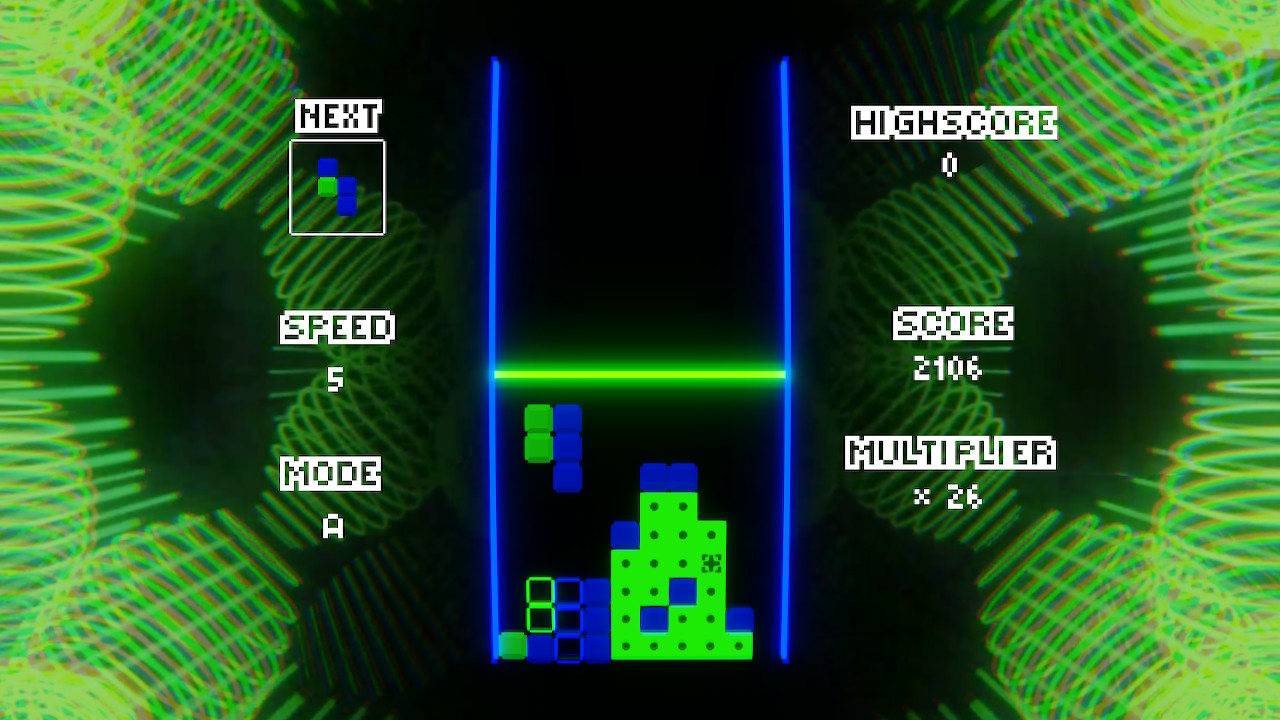 NEXT
SPEED
5
MODE
A
HIGHSCORE
0
SCORE
2106
MULTIPLIER
× 26